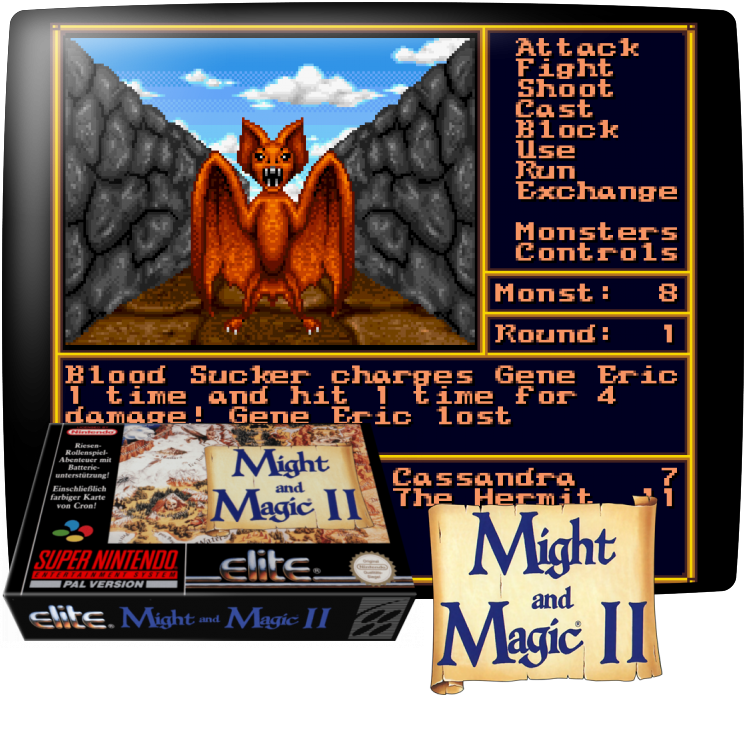 Attack
Fight
Shoot
Cast
Block
Use
Run
Exchange
Monsters
Controls
Monst: 8
Round: 1
Blood Sucker charges Gene Eric
1 time and hit 1 time for 4
damage! Gene Eric lost
Cassandra 7
The Hermit 11
Nintendo
Riesen-
Rollenspiel-
Abenteuer mit
Batterie-
unterstützung!
Einschließlich
farbiger Karte
von Cron!
SUPER NINTENDO
ENTERTAINMENT SYSTEM
PAL VERSION
Might
and
Magic II
elite®
elite® Might and Magic II
Might
and
Magic® II